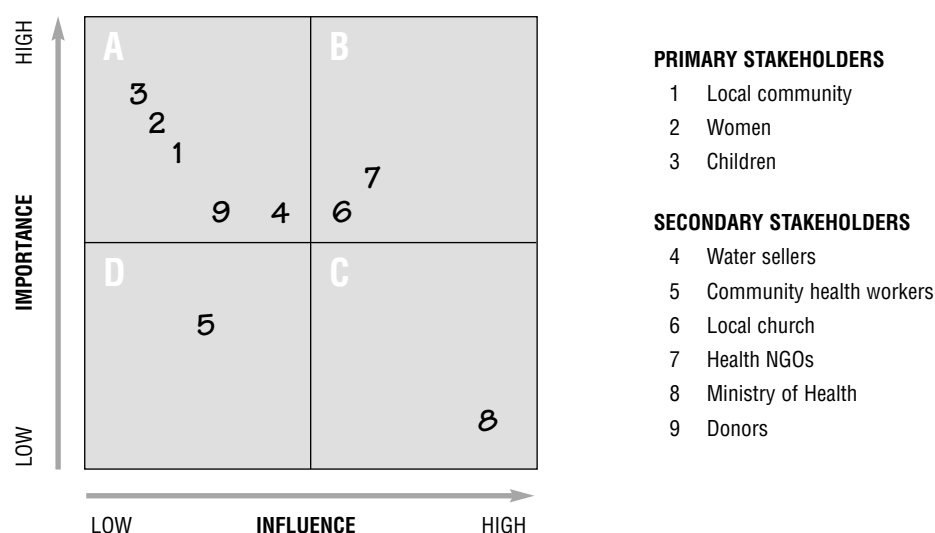 HIGH
IMPORTANCE
LOW
A
B
3
2
1
7
9
4
6
D
C
5
8
LOW INFLUENCE HIGH
PRIMARY STAKEHOLDERS
1 Local community
2 Women
3 Children
SECONDARY STAKEHOLDERS
4 Water sellers
5 Community health workers
6 Local church
7 Health NGOs
8 Ministry of Health
9 Donors